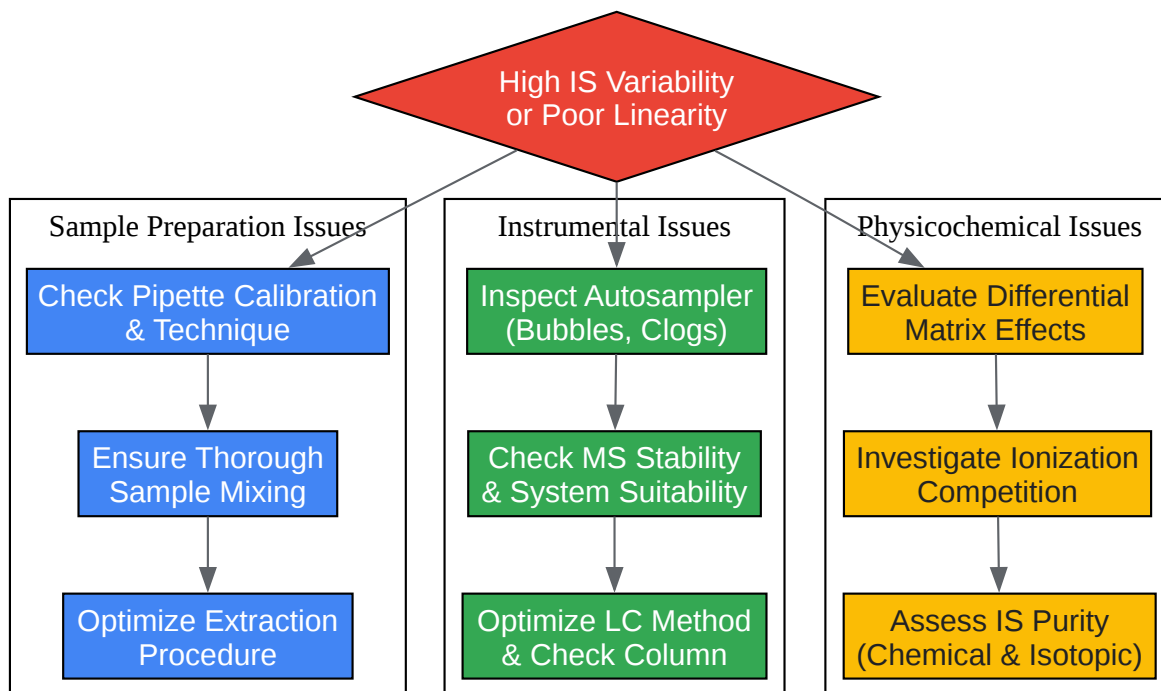 High IS Variability
or Poor Linearity
Sample Preparation Issues
Check Pipette Calibration
& Technique
Ensure Thorough
Sample Mixing
Optimize Extraction
Procedure
Instrumental Issues
Inspect Autosampler
(Bubbles, Clogs)
Check MS Stability
& System Suitability
Optimize LC Method
& Check Column
Physicochemical Issues
Evaluate Differential
Matrix Effects
Investigate Ionization
Competition
Assess IS Purity
(Chemical & Isotopic)